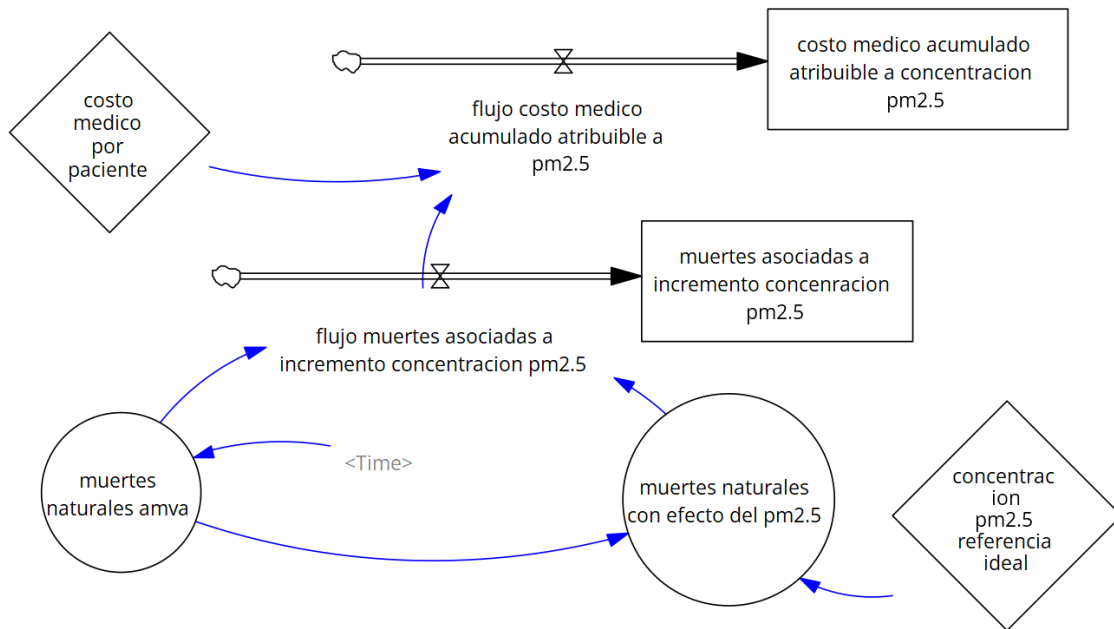 costo medico acumulado
atribuible a concentracion
pm2.5
costo
medico
por
paciente
flujo costo medico
acumulado atribuible a
pm2.5
muertes asociadas a
incremento concenracion
pm2.5
flujo muertes asociadas a
incremento concentracion pm2.5
<Time>
muertes
naturales amva
muertes naturales
con efecto del pm2.5
concentrac
ion
pm2.5
referencia
ideal